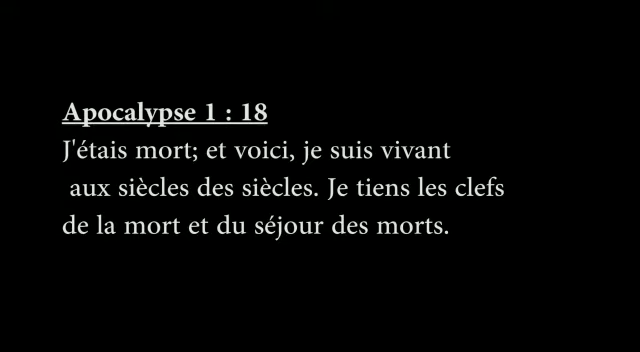 Apocalypse 1 : 18
J'étais mort; et voici, je suis vivant
aux siècles des siècles. Je tiens les clefs
de la mort et du séjour des morts.